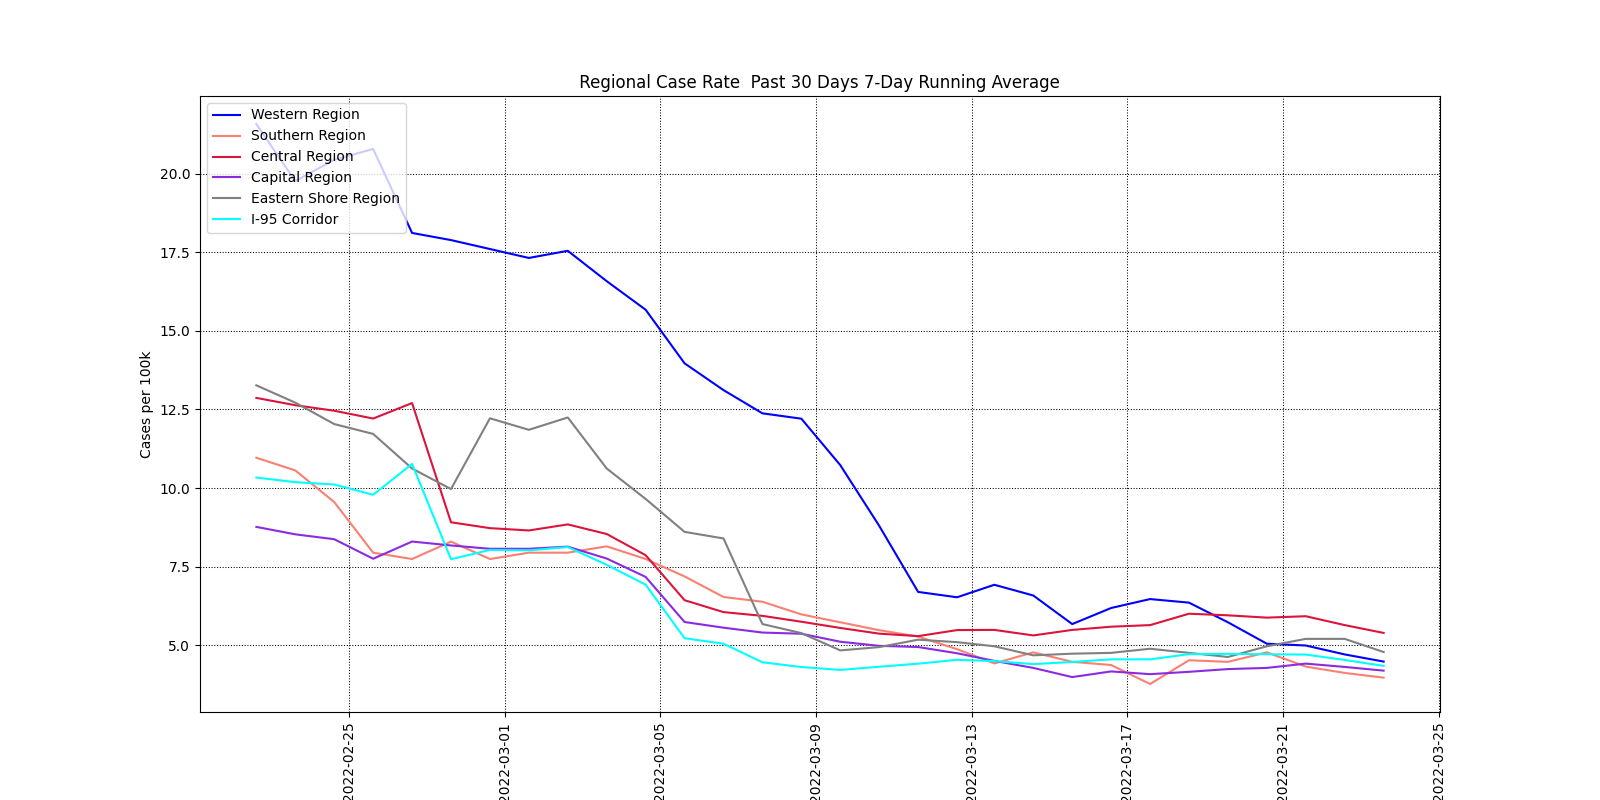 Regional Case Rate  Past 30 Days 7-Day Running Average
Western Region
Southern Region
Central Region
Capital Region
Eastern Shore Region
I-95 Corridor
Cases per 100k
20.0
17.5
15.0
12.5
10.0
7.5
5.0
2022-02-25
2022-03-01
2022-03-05
2022-03-09
2022-03-13
2022-03-17
2022-03-21
2022-03-25